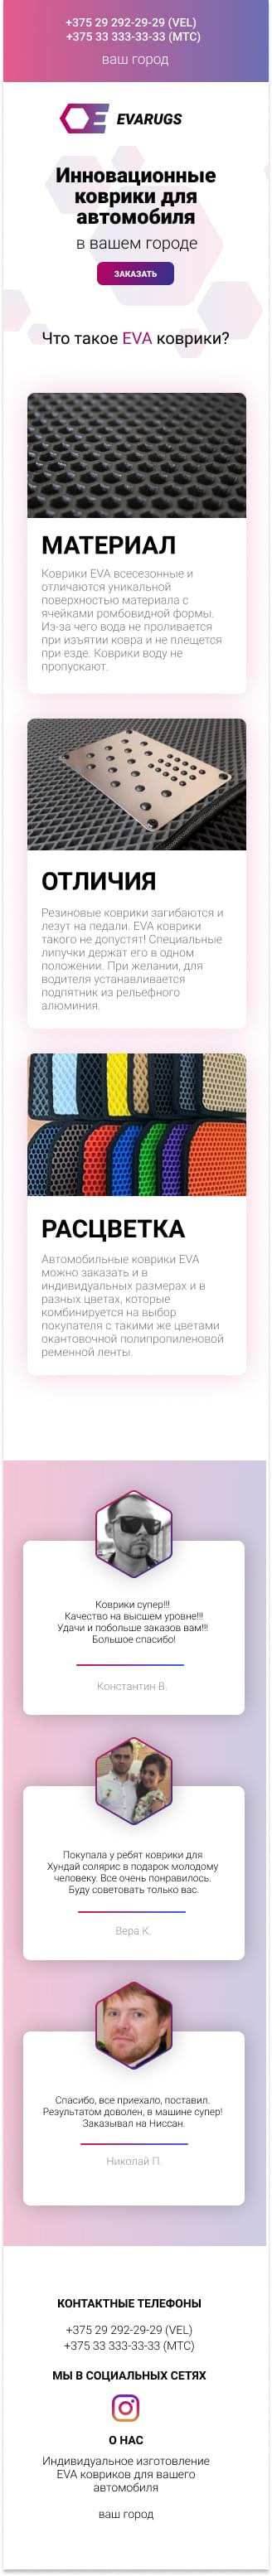 +375 29 292-29-29 (VEL)
+375 33 333-33-33 (МТС)
ваш город
EVARUGS
Инновационные
коврики для
автомобиля
в вашем городе
ЗАКАЗАТЬ
Что такое EVA коврики?
МАТЕРИАЛ
Коврики EVA всесезонные и
отличаются уникальной
поверхностью материала с
ячейками ромбовидной формы.
Из-за чего вода не проливается
при изъятии ковра и не плещется
при езде. Коврики воду не
пропускают.
ОТЛИЧИЯ
Резиновые коврики загибаются и
лезут на педали. EVA коврики
такого не допустят! Специальные
липучки держат его в одном
положении. При желании, для
водителя устанавливается
подпятник из рельефного
алюминия.
РАСЦВЕТКА
Автомобильные коврики EVA
можно заказать и в
индивидуальных размерах и в
разных цветах, которые
комбинируется на выбор
покупателя с такими же цветами
окантовочной полипропиленовой
ременной ленты.
Коврики супер!!!
Качество на высшем уровне!!!
Удачи и побольше заказов вам!!!
Большое спасибо!
Константин В.
Покупала у ребят коврики для
Хундай солярис в подарок молодому
человеку. Все очень понравилось.
Буду советовать только вас.
Вера К.
Спасибо, все приехало, поставил.
Результатом доволен, в машине супер!
Заказывал на Ниссан.
Николай П.
КОНТАКТНЫЕ ТЕЛЕФОНЫ
+375 29 292-29-29 (VEL)
+375 33 333-33-33 (МТС)
МЫ В СОЦИАЛЬНЫХ СЕТЯХ
О НАС
Индивидуальное изготовление
EVA ковриков для вашего
автомобиля
ваш город